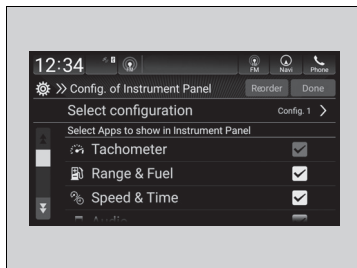 12:34
FM Navi Phone
Config. of Instrument Panel Reorder Done
Select configuration Config. 1
Select Apps to show in Instrument Panel
Tachometer
Range & Fuel
Speed & Time
Audio